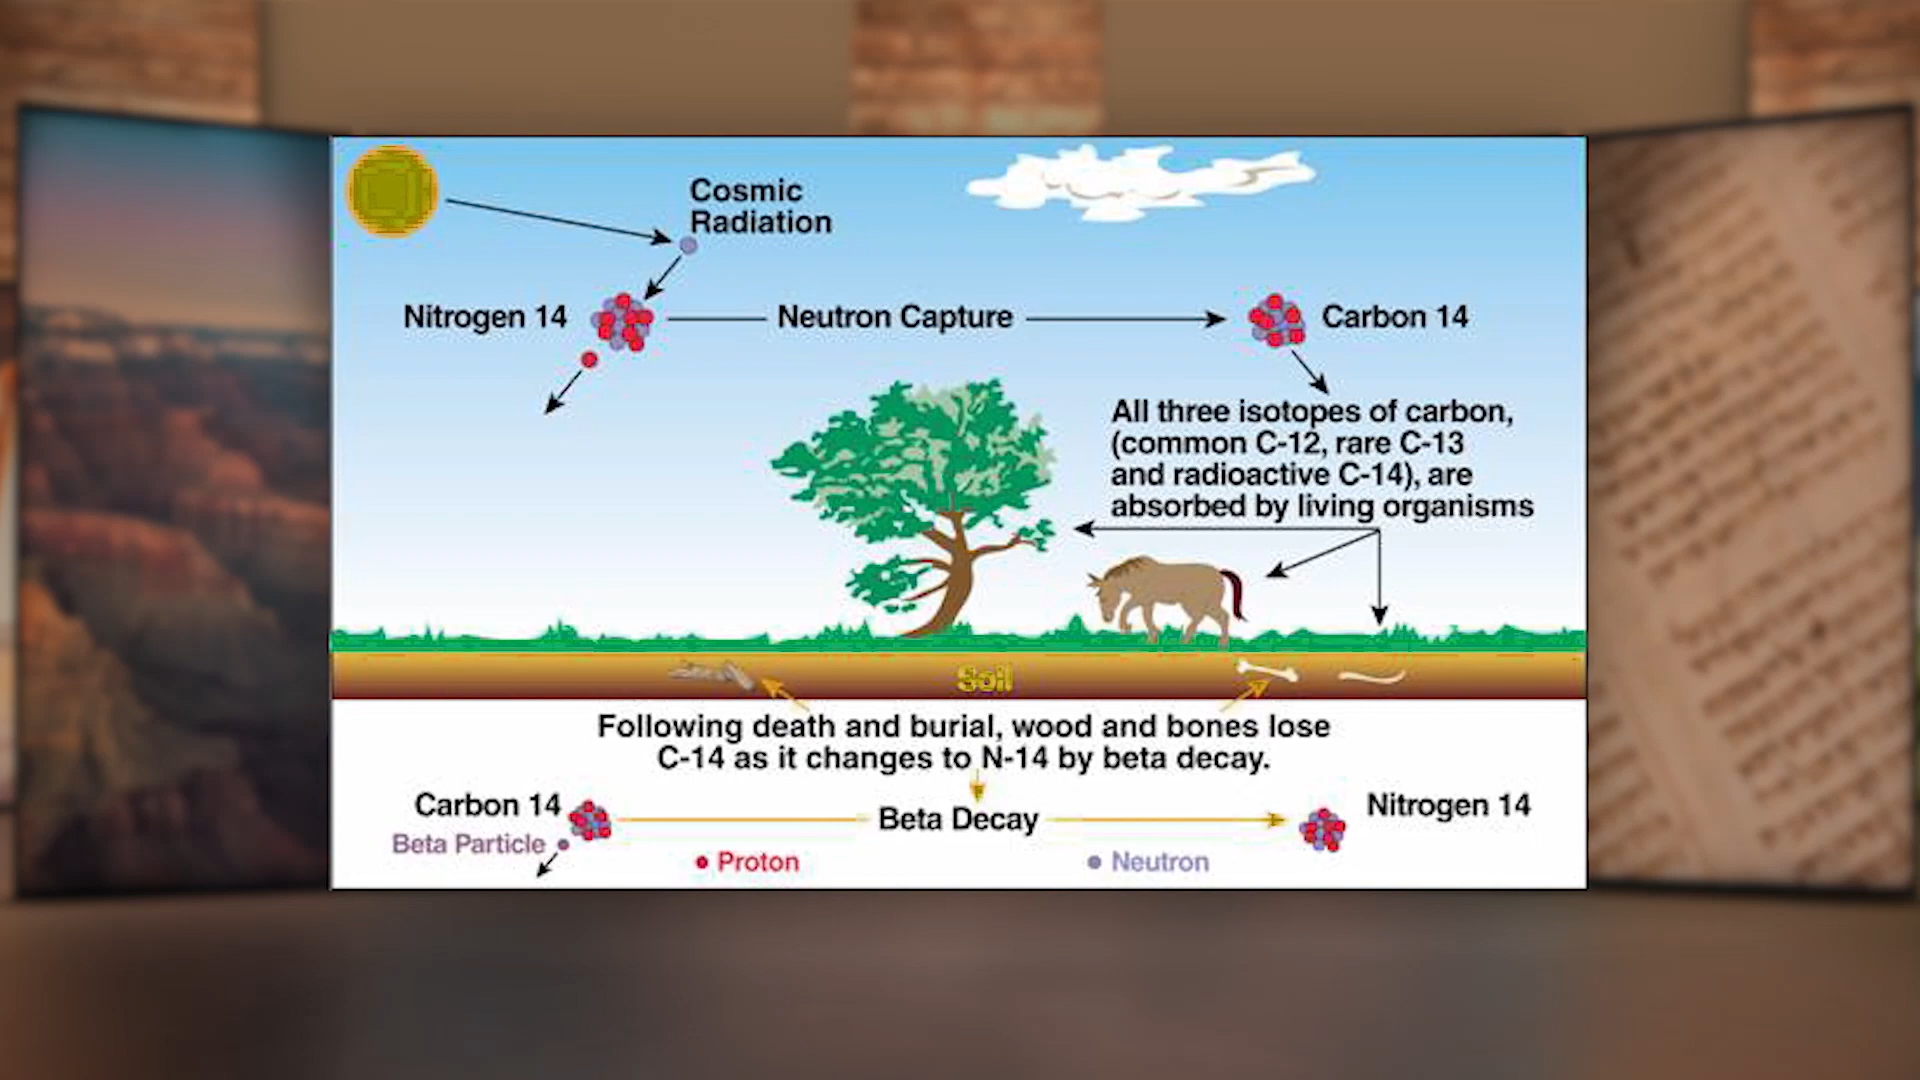 Cosmic
Radiation
Nitrogen 14
Neutron Capture
Carbon 14
All three isotopes of carbon,
(common C-12, rare C-13
and radioactive C-14), are
absorbed by living organisms
Soil
Following death and burial, wood and bones lose
C-14 as it changes to N-14 by beta decay.
Carbon 14
Beta Decay
Nitrogen 14
Beta Particle
Proton
Neutron